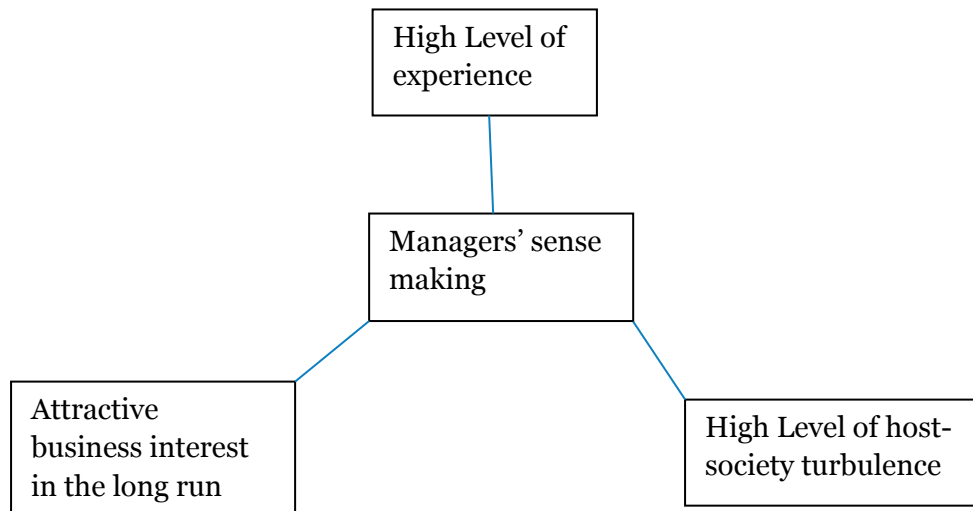 High Level of
experience
Managers’ sense
making
Attractive
business interest
in the long run
High Level of host-
society turbulence